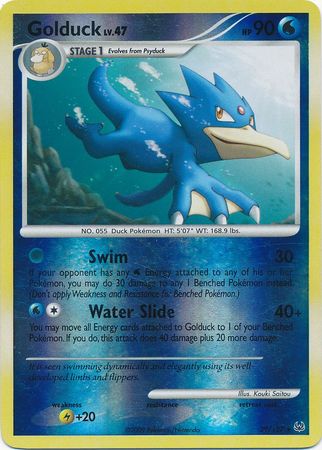 Golduck LV.47 HP 90
STAGE 1 Evolves from Psyduck
NO. 055 Duck Pokémon HT: 5'07" WT: 168.9 lbs.
Swim 30
If your opponent has any Energy attached to any of his or her
Pokémon, you may do 30 damage to any 1 Benched Pokémon instead.
(Don't apply Weakness and Resistance for Benched Pokémon.)
Water Slide 40+
You may move all Energy cards attached to Golduck to 1 of your Benched
Pokémon. If you do, this attack does 40 damage plus 20 more damage.
It is seen swimming dynamically and elegantly using its well-
developed limbs and flippers.
Illus. Kouki Saitou
weakness resistance retreat cost
+20
©2009 Pokémon/Nintendo